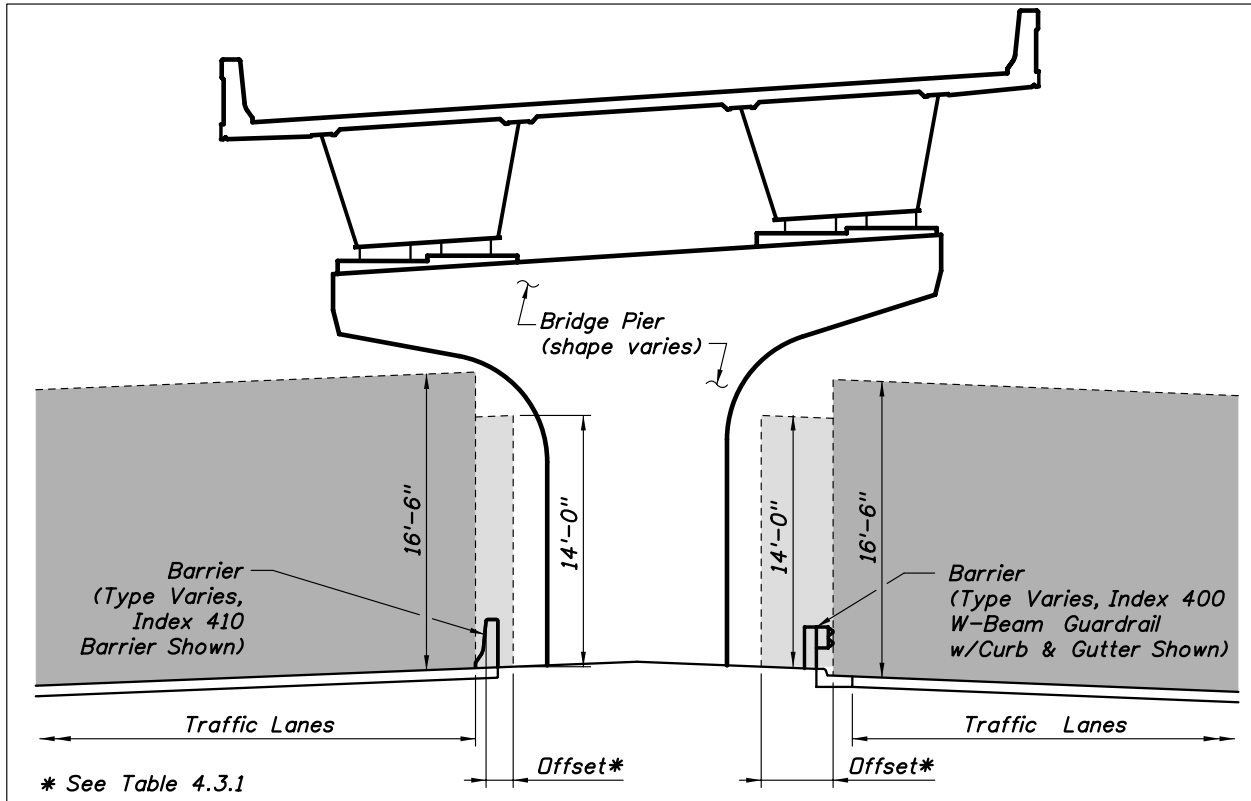 Bridge Pier
(shape varies)
16'-6"
14'-0"
14'-0"
16'-6"
Barrier
(Type Varies,
Index 410
Barrier Shown)
Barrier
(Type Varies, Index 400
W-Beam Guardrail
w/Curb & Gutter Shown)
Traffic Lanes
Traffic Lanes
Offset*
Offset*
* See Table 4.3.1